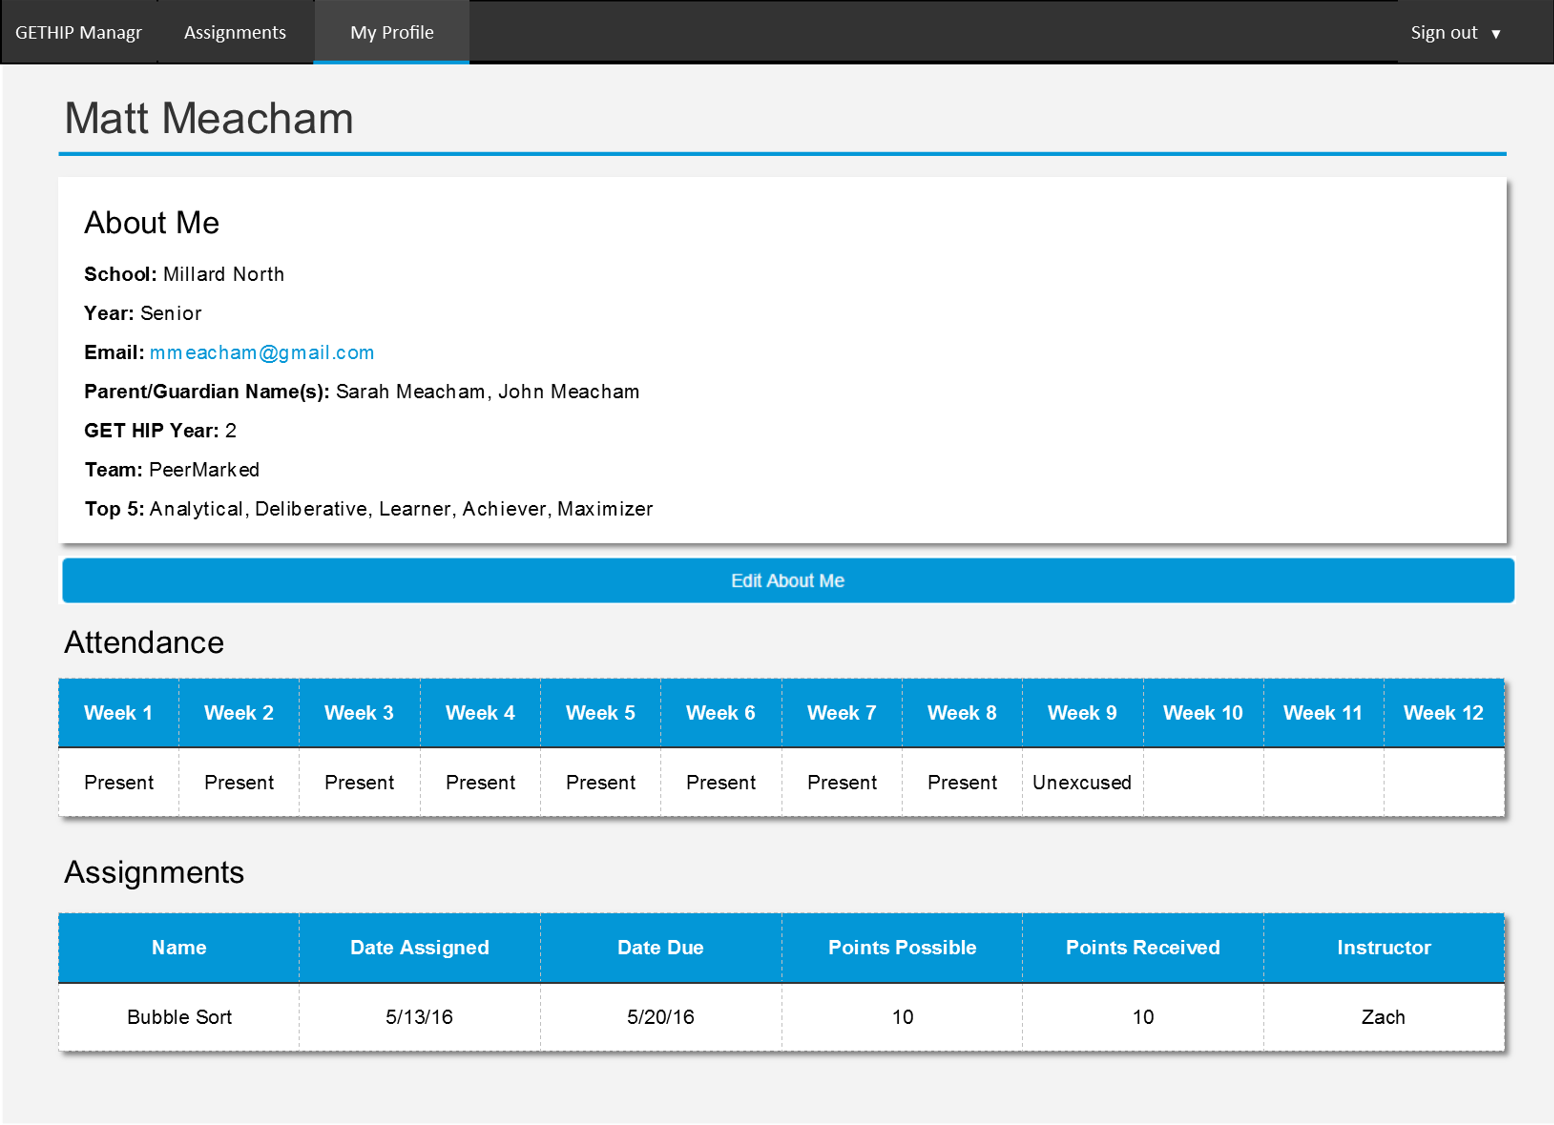 GETHIP Managr Assignments My Profile Sign out ▼
Matt Meacham
About Me
School: Millard North
Year: Senior
Email: mmeacham@gmail.com
Parent/Guardian Name(s): Sarah Meacham, John Meacham
GET HIP Year: 2
Team: PeerMarked
Top 5: Analytical, Deliberative, Learner, Achiever, Maximizer
Edit About Me
Attendance
Week 1 Week 2 Week 3 Week 4 Week 5 Week 6 Week 7 Week 8 Week 9 Week 10 Week 11 Week 12
Present Present Present Present Present Present Present Present Unexcused
Assignments
Name Date Assigned Date Due Points Possible Points Received Instructor
Bubble Sort 5/13/16 5/20/16 10 10 Zach